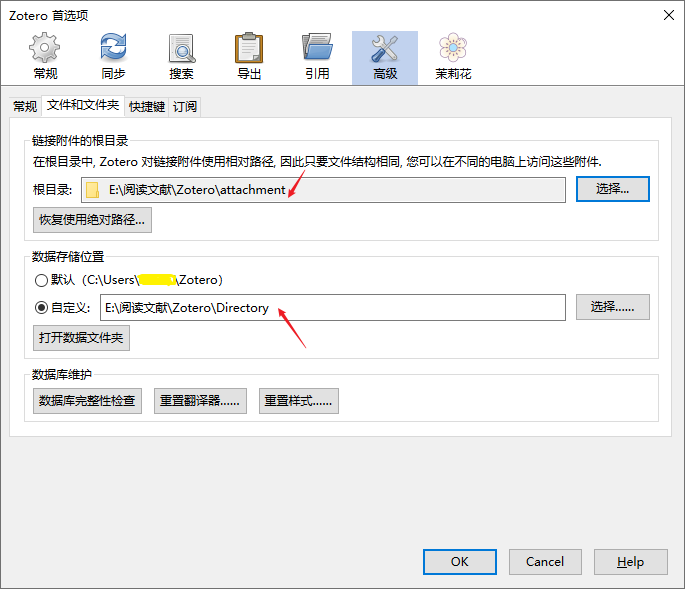 Zotero 首选项
常规 同步 搜索 导出 引用 高级 茉莉花
常规 文件和文件夹 快捷键 订阅
链接附件的根目录
在根目录中, Zotero 对链接附件使用相对路径, 因此只要文件结构相同, 您可以在不同的电脑上访问这些附件.
根目录: E:\阅读文献\Zotero\attachment 选择...
恢复使用绝对路径...
数据存储位置
默认（C:\Users\ \Zotero）
自定义: E:\阅读文献\Zotero\Directory 选择......
打开数据文件夹
数据库维护
数据库完整性检查 重置翻译器...... 重置样式......
OK Cancel Help